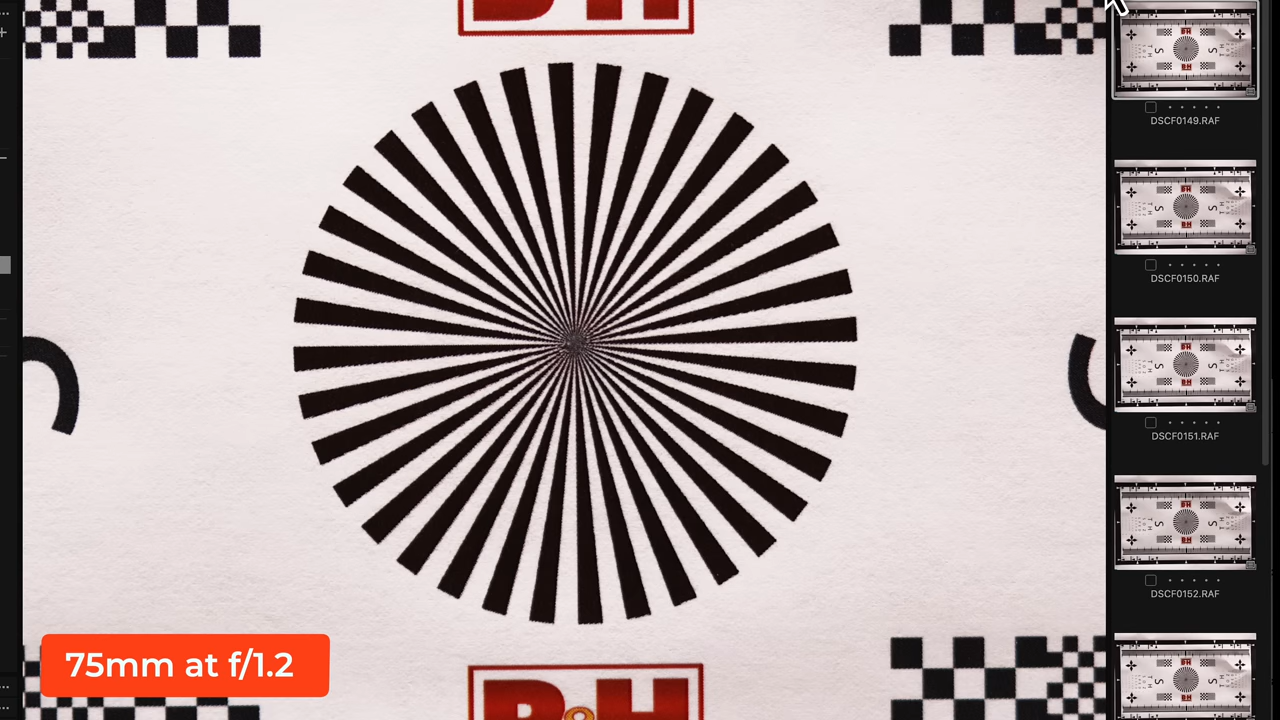 B&H
DSCF0149.RAF
DSCF0150.RAF
DSCF0151.RAF
DSCF0152.RAF
75mm at f/1.2
B&H